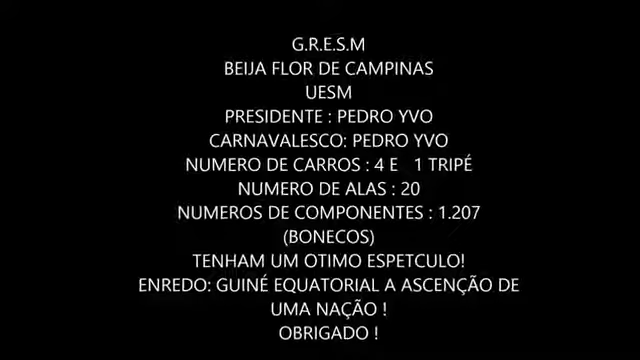 G.R.E.S.M
BEIJA FLOR DE CAMPINAS
UESM
PRESIDENTE : PEDRO YVO
CARNAVALESCO: PEDRO YVO
NUMERO DE CARROS : 4 E 1 TRIPÉ
NUMERO DE ALAS : 20
NUMEROS DE COMPONENTES : 1.207
(BONECOS)
TENHAM UM OTIMO ESPETCULO!
ENREDO: GUINÉ EQUATORIAL A ASCENÇÃO DE
UMA NAÇÃO !
OBRIGADO !